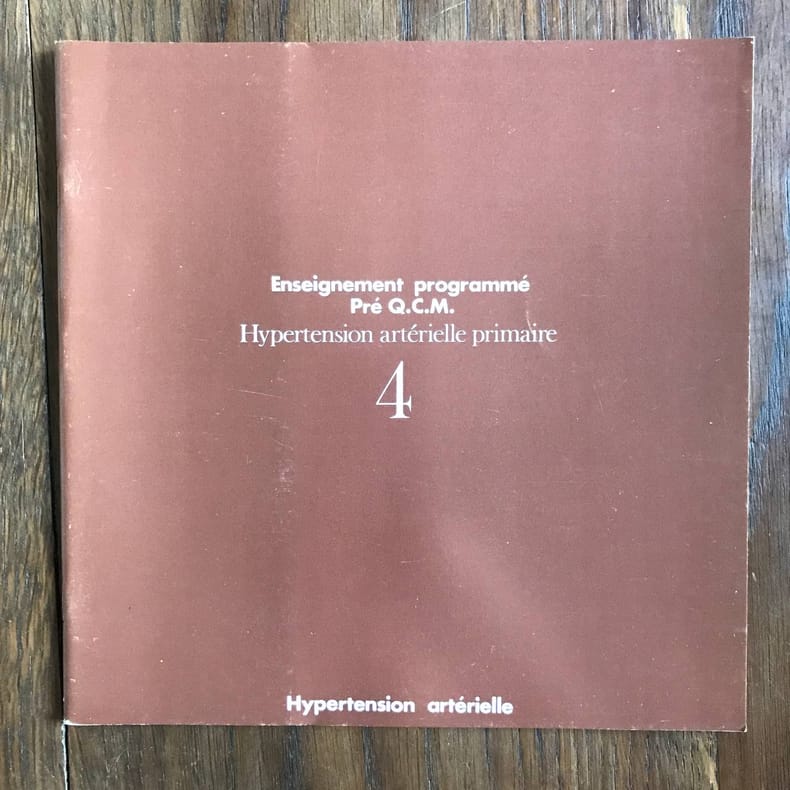 Enseignement programmé
Pré Q.C.M.
Hypertension artérielle primaire
4
Hypertension artérielle